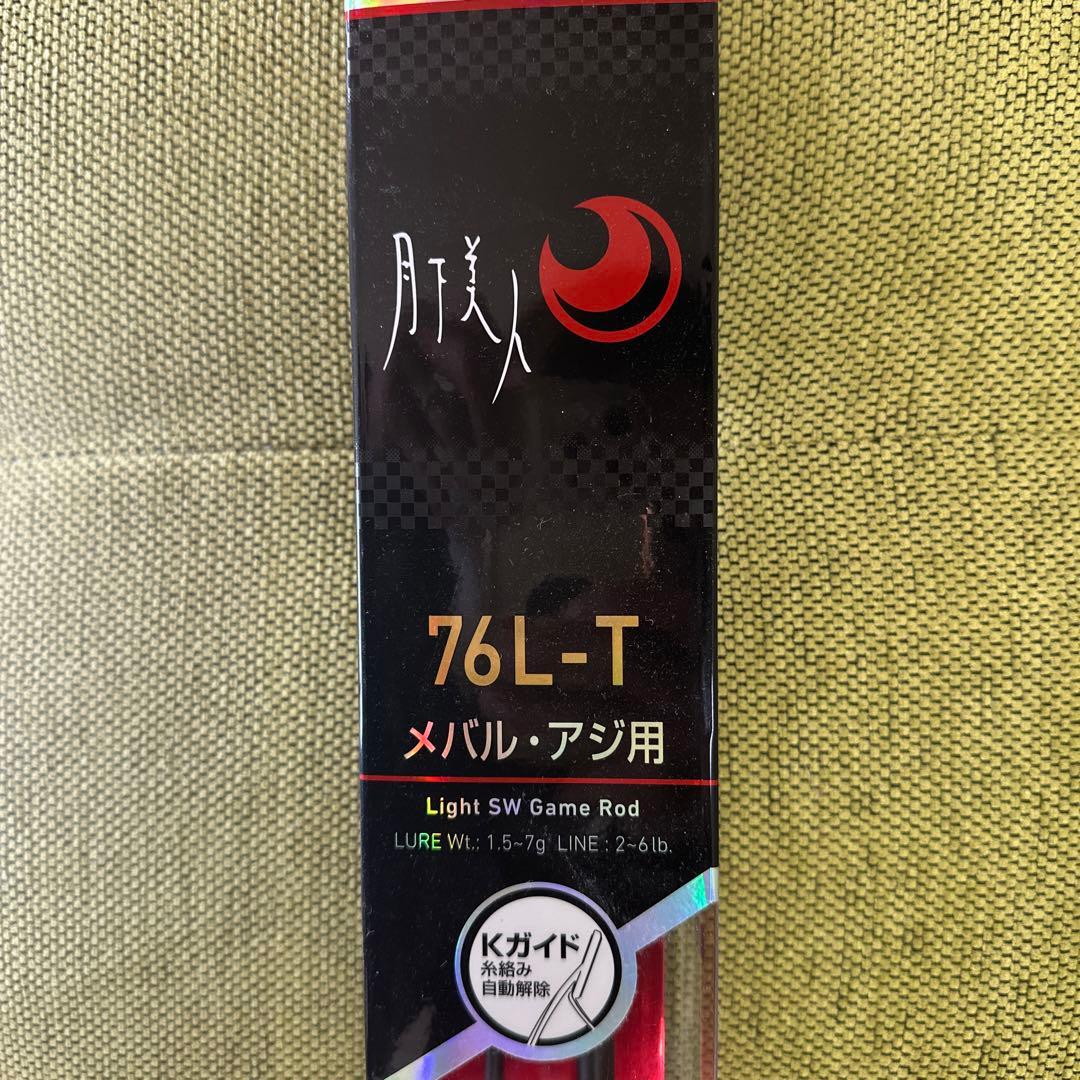 月下美人
76L-T
メバル・アジ用
Light SW Game Rod
LURE Wt.: 1.5~7g LINE : 2~6lb.
Kガイド
糸絡み
自動解除